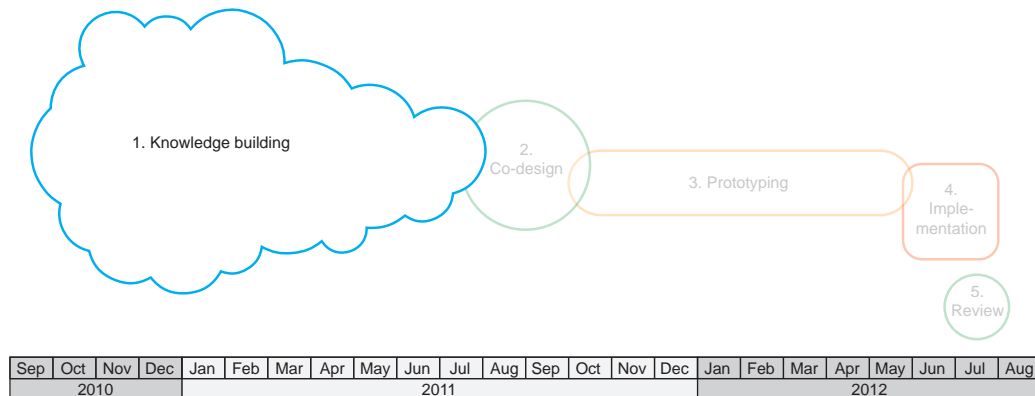 1. Knowledge building
2.
Co-design
3. Prototyping
4.
Imple-
mentation
5.
Review
Sep Oct Nov Dec Jan Feb Mar Apr May Jun Jul Aug Sep Oct Nov Dec Jan Feb Mar Apr May Jun Jul Aug
2010 2011 2012